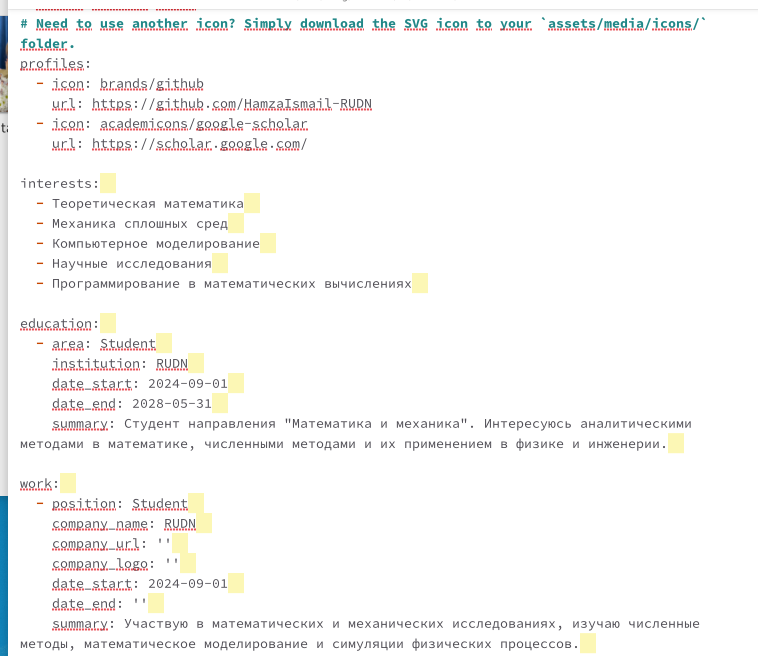 # Need to use another icon? Simply download the SVG icon to your `assets/media/icons/`
folder.
profiles:
  - icon: brands/github
    url: https://github.com/HamzaIsmail-RUDN
  - icon: academicons/google-scholar
    url: https://scholar.google.com/

interests:
  - Теоретическая математика
  - Механика сплошных сред
  - Компьютерное моделирование
  - Научные исследования
  - Программирование в математических вычислениях

education:
  - area: Student
    institution: RUDN
    date_start: 2024-09-01
    date_end: 2028-05-31
    summary: Студент направления "Математика и механика". Интересуюсь аналитическими
методами в математике, численными методами и их применением в физике и инженерии.

work:
  - position: Student
    company_name: RUDN
    company_url: ''
    company_logo: ''
    date_start: 2024-09-01
    date_end: ''
    summary: Участвую в математических и механических исследованиях, изучаю численные
методы, математическое моделирование и симуляции физических процессов.